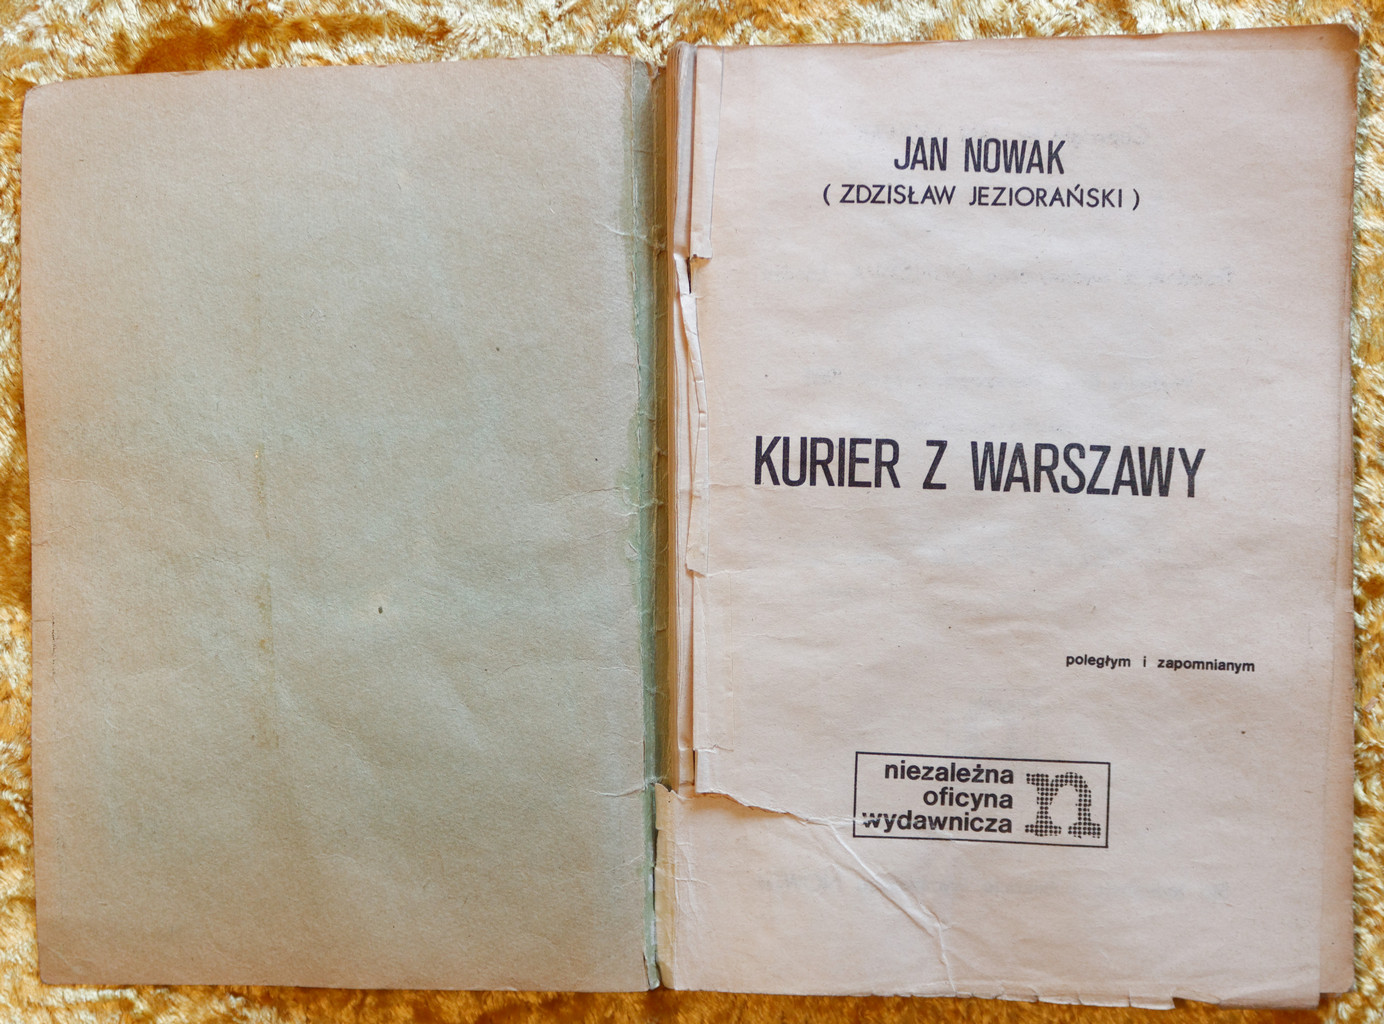 JAN NOWAK
( ZDZISŁAW JEZIORAŃSKI )
KURIER Z WARSZAWY
poległym i zapomnianym
niezależna
oficyna
wydawnicza
n